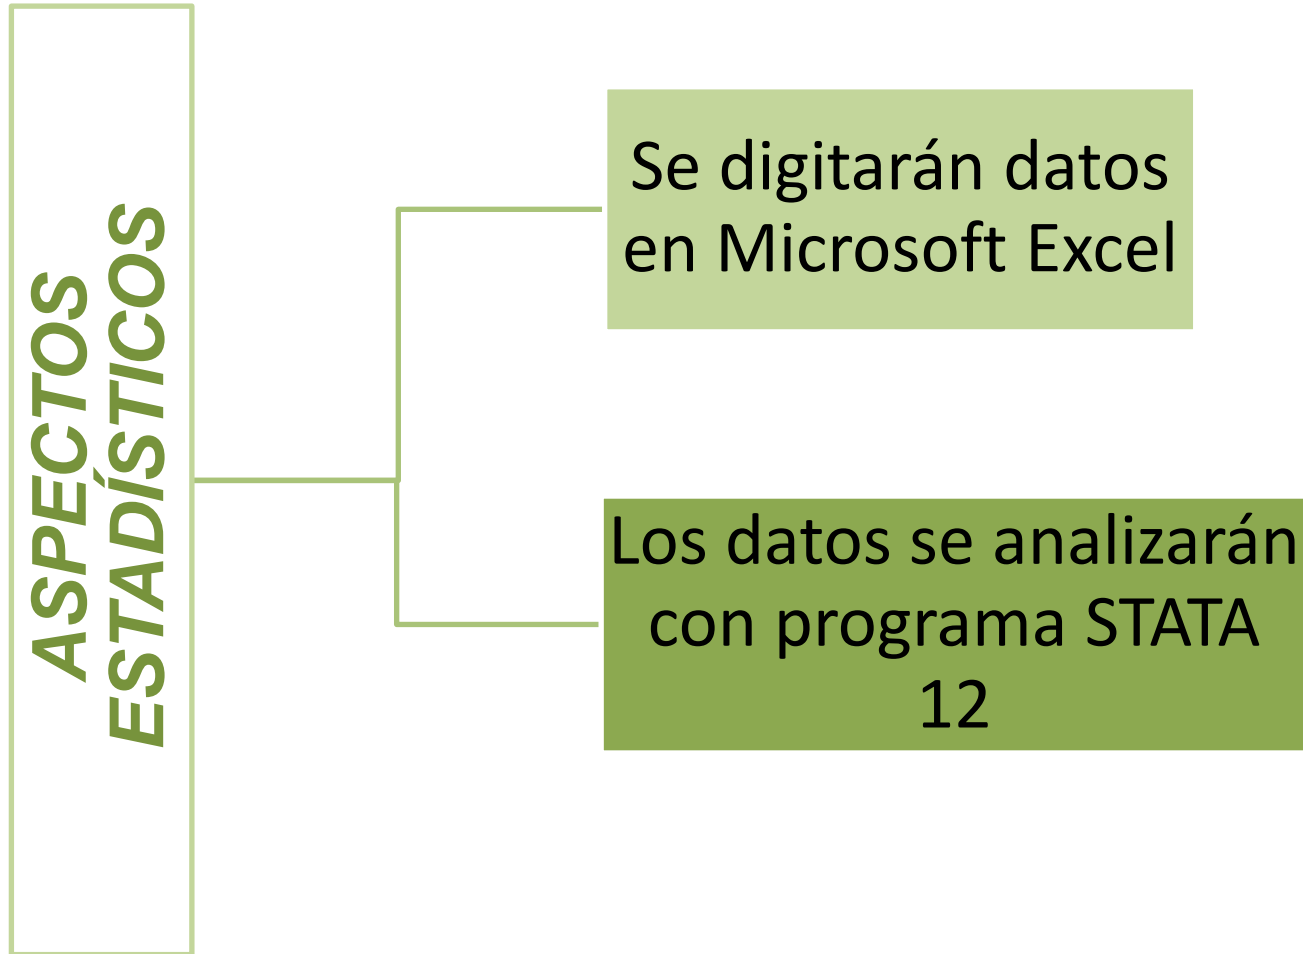 ASPECTOS
ESTADÍSTICOS
Se digitarán datos
en Microsoft Excel
Los datos se analizarán
con programa STATA
12